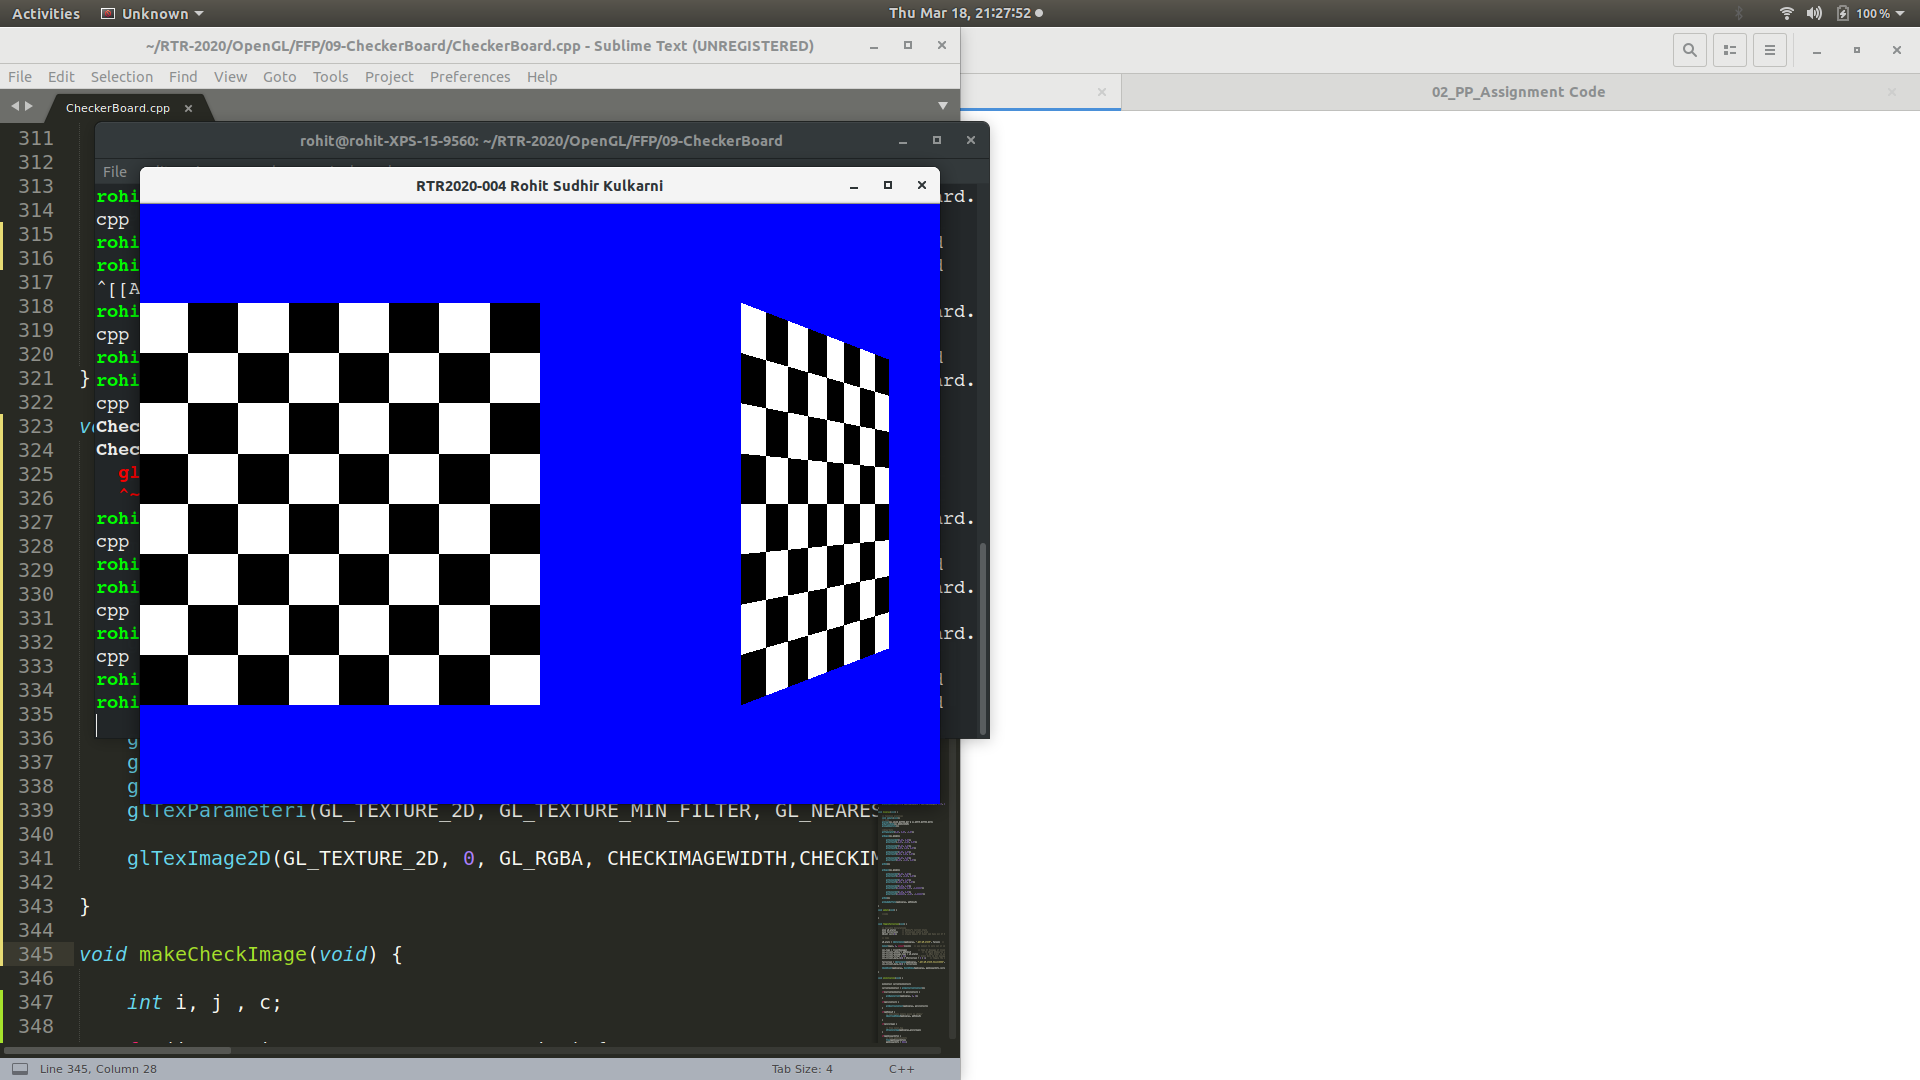 Activities Unknown Thu Mar 18, 21:27:52 100 %
~/RTR-2020/OpenGL/FFP/09-CheckerBoard/CheckerBoard.cpp - Sublime Text (UNREGISTERED)
File Edit Selection Find View Goto Tools Project Preferences Help
CheckerBoard.cpp
02_PP_Assignment Code
rohit@rohit-XPS-15-9560: ~/RTR-2020/OpenGL/FFP/09-CheckerBoard
File
RTR2020-004 Rohit Sudhir Kulkarni
311
312
313 rohi rd.
314 cpp
315 rohi
316 rohi
317 ^[[A
318 rohi rd.
319 cpp
320 rohi
321 } rohi rd.
322 cpp
323 v Chec
324 Chec
325 gl
326 ^~
327 rohi rd.
328 cpp
329 rohi
330 rohi rd.
331 cpp
332 rohi rd.
333 cpp
334 rohi
335 rohi
336 g
337 g
338 g
339 glTexParameteri(GL_TEXTURE_2D, GL_TEXTURE_MIN_FILTER, GL_NEARES
340
341 glTexImage2D(GL_TEXTURE_2D, 0, GL_RGBA, CHECKIMAGEWIDTH,CHECKIM
342
343 }
344
345 void makeCheckImage(void) {
346
347 int i, j , c;
348
Line 345, Column 28 Tab Size: 4 C++